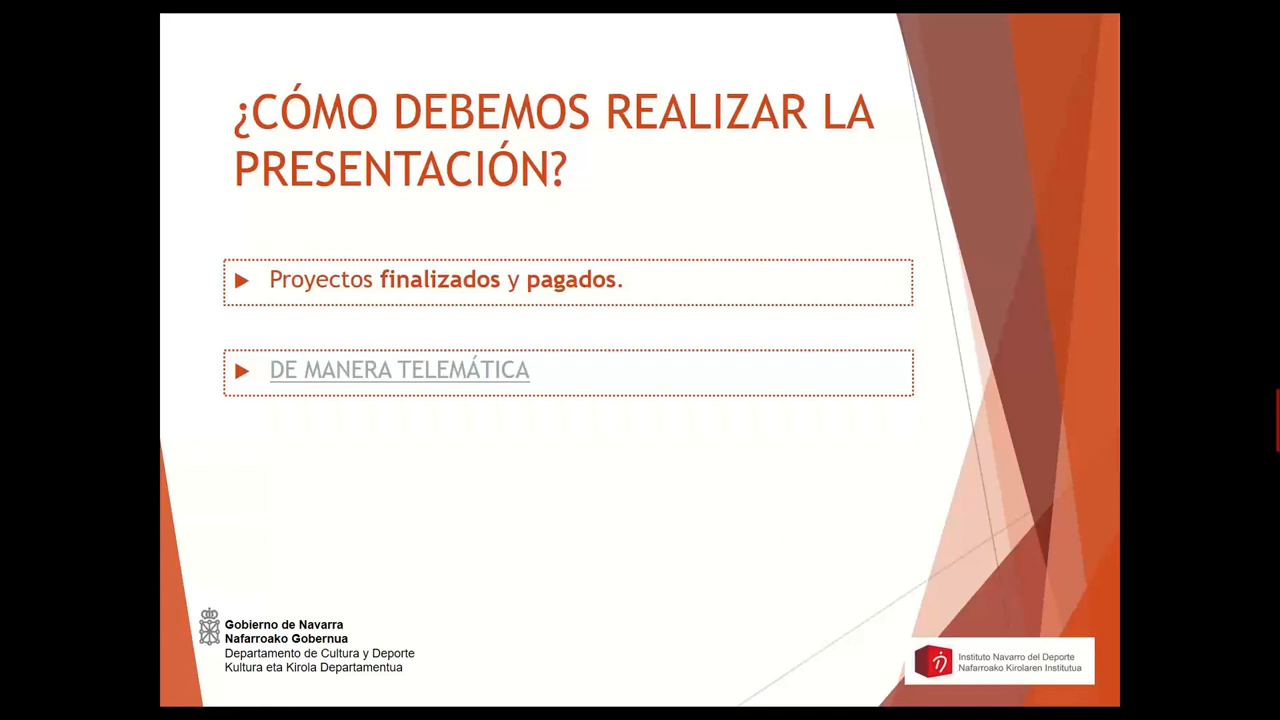 ¿CÓMO DEBEMOS REALIZAR LA
PRESENTACIÓN?
Proyectos finalizados y pagados.
DE MANERA TELEMÁTICA
Gobierno de Navarra
Nafarroako Gobernua
Departamento de Cultura y Deporte
Kultura eta Kirola Departamentua
Instituto Navarro del Deporte
Nafarroako Kirolaren Institutua